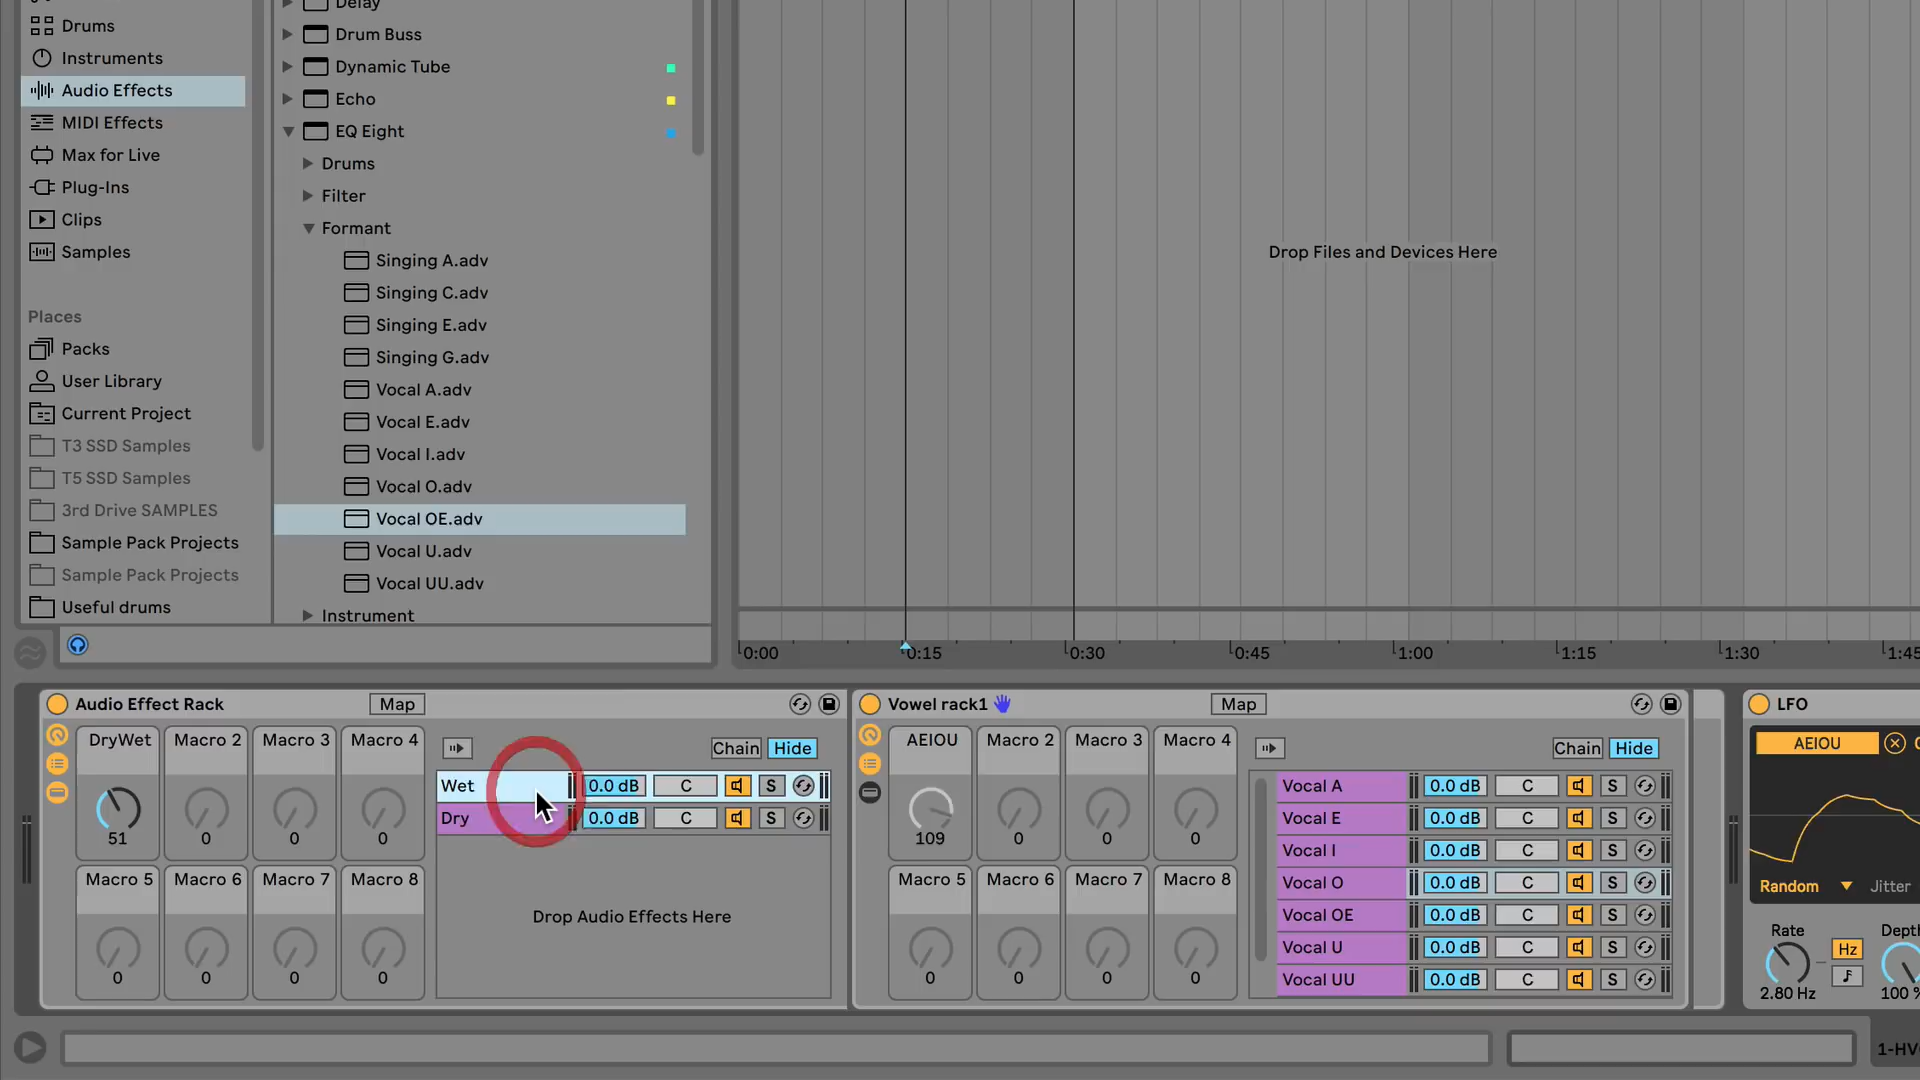 Drums
Instruments
Audio Effects
MIDI Effects
Max for Live
Plug-Ins
Clips
Samples
Places
Packs
User Library
Current Project
T3 SSD Samples
T5 SSD Samples
3rd Drive SAMPLES
Sample Pack Projects
Sample Pack Projects
Useful drums
Delay
Drum Buss
Dynamic Tube
Echo
EQ Eight
Drums
Filter
Formant
Singing A.adv
Singing C.adv
Singing E.adv
Singing G.adv
Vocal A.adv
Vocal E.adv
Vocal I.adv
Vocal O.adv
Vocal OE.adv
Vocal U.adv
Vocal UU.adv
Instrument
Drop Files and Devices Here
0:00 0:15 0:30 0:45 1:00 1:15 1:30 1:45
Audio Effect Rack Map
DryWet Macro 2 Macro 3 Macro 4
51 0 0 0
Macro 5 Macro 6 Macro 7 Macro 8
0 0 0 0
Chain Hide
Wet 0.0 dB C S
Dry 0.0 dB C S
Drop Audio Effects Here
Vowel rack1 Map
AEIOU Macro 2 Macro 3 Macro 4
109 0 0 0
Macro 5 Macro 6 Macro 7 Macro 8
0 0 0 0
Chain Hide
Vocal A 0.0 dB C S
Vocal E 0.0 dB C S
Vocal I 0.0 dB C S
Vocal O 0.0 dB C S
Vocal OE 0.0 dB C S
Vocal U 0.0 dB C S
Vocal UU 0.0 dB C S
LFO
AEIOU
Random Jitter
Rate Depth
Hz
2.80 Hz 100 %
1-HV